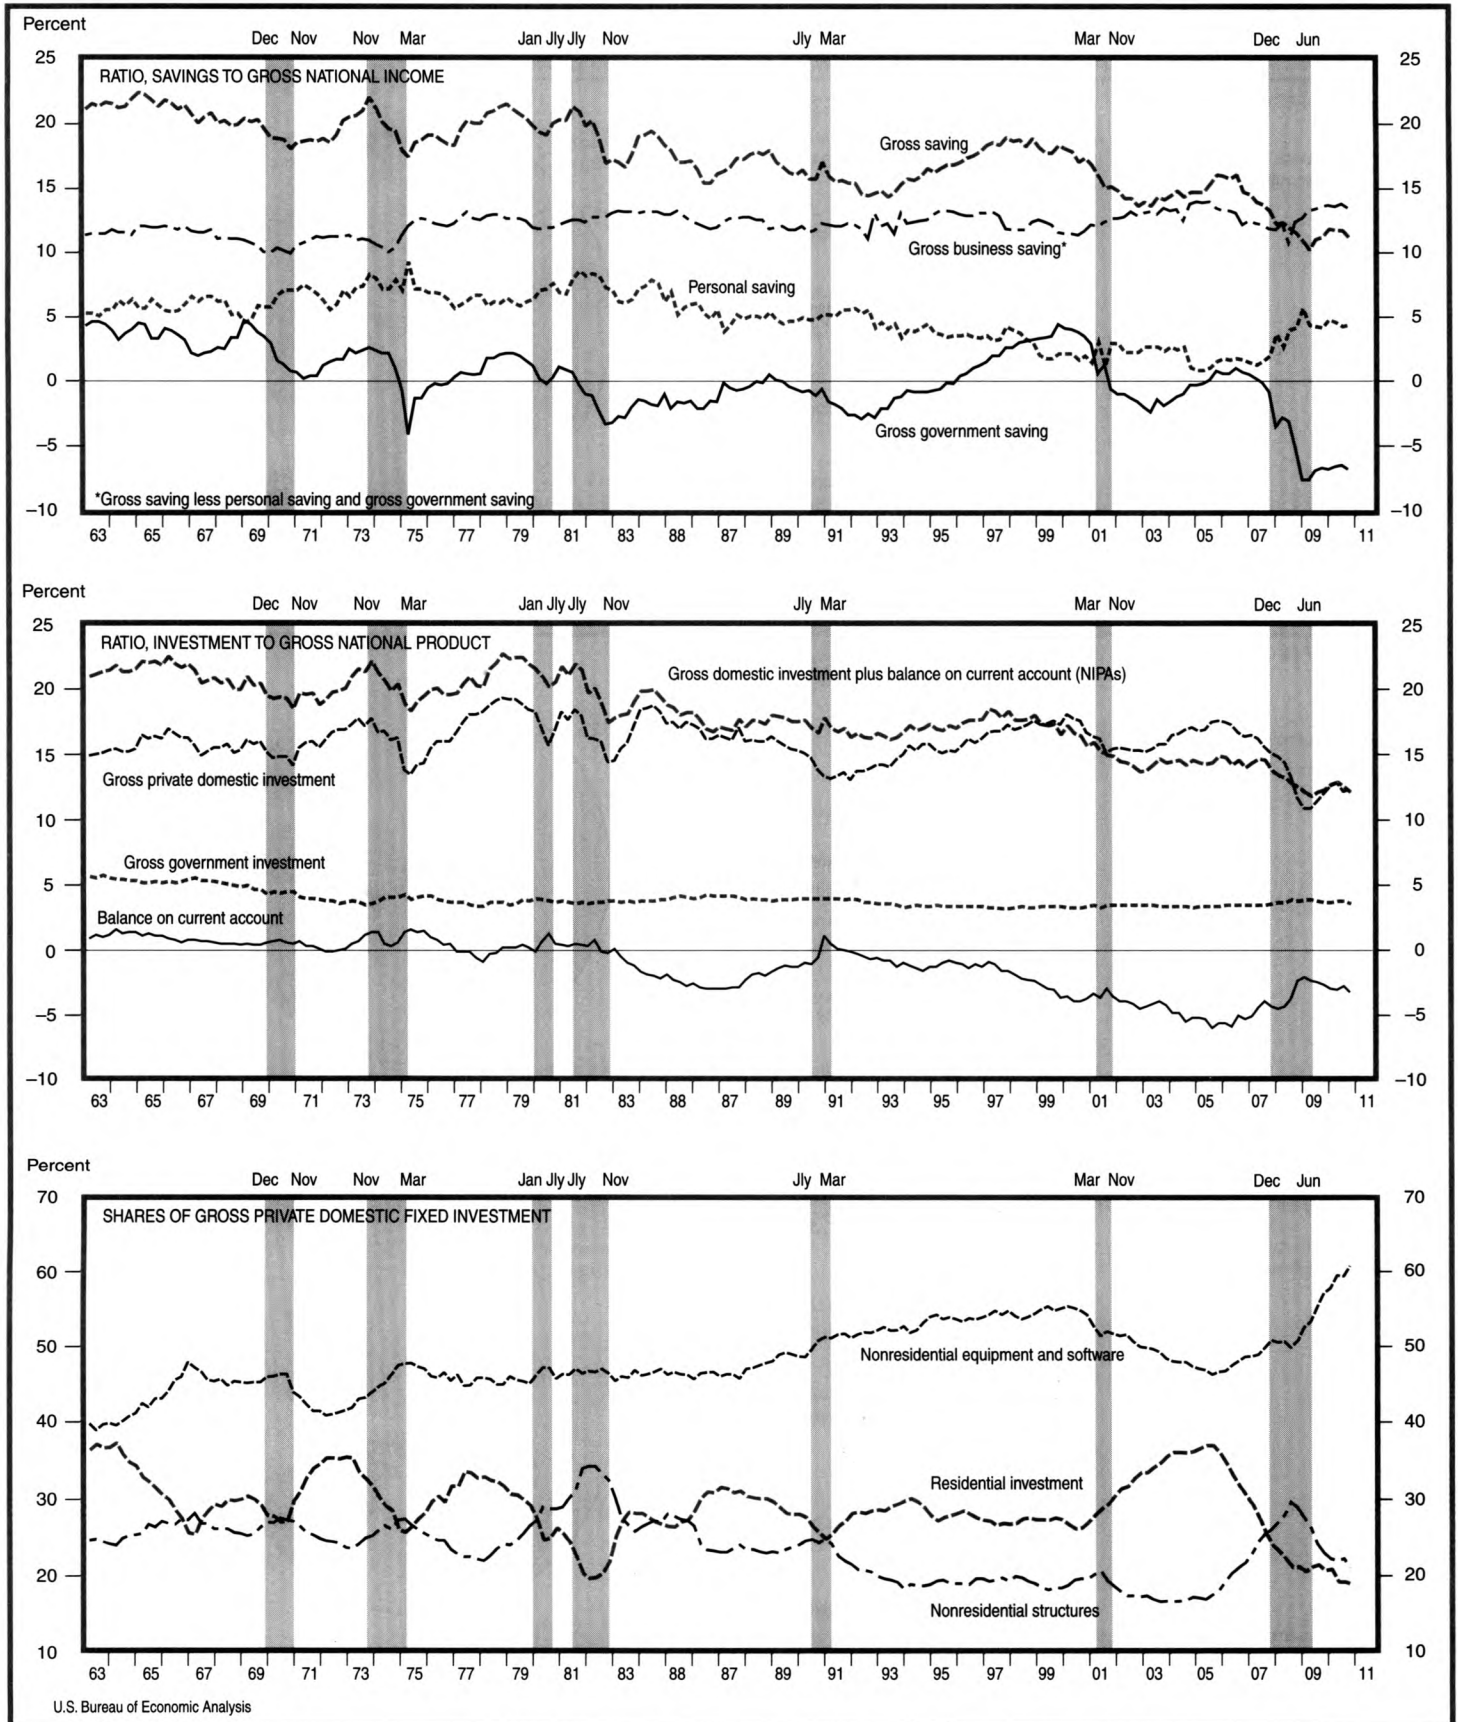 Percent
Dec Nov Nov Mar Jan Jly Jly Nov Jly Mar Mar Nov Dec Jun
25 25
RATIO, SAVINGS TO GROSS NATIONAL INCOME
20 20
Gross saving
15 15
Gross business saving*
10 10
Personal saving
5 5
0 0
Gross government saving
–5 –5
*Gross saving less personal saving and gross government saving
–10 –10
63 65 67 69 71 73 75 77 79 81 83 88 89 91 93 95 97 99 01 03 05 07 09 11
Percent
Dec Nov Nov Mar Jan Jly Jly Nov Jly Mar Mar Nov Dec Jun
25 25
RATIO, INVESTMENT TO GROSS NATIONAL PRODUCT
Gross domestic investment plus balance on current account (NIPAs)
20 20
15 15
Gross private domestic investment
10 10
Gross government investment
5 5
Balance on current account
0 0
–5 –5
–10 –10
63 65 67 69 71 73 75 77 79 81 83 88 89 91 93 95 97 99 01 03 05 07 09 11
Percent
Dec Nov Nov Mar Jan Jly Jly Nov Jly Mar Mar Nov Dec Jun
70 70
SHARES OF GROSS PRIVATE DOMESTIC FIXED INVESTMENT
60 60
50 50
Nonresidential equipment and software
40 40
Residential investment
30 30
20 20
Nonresidential structures
10 10
63 65 67 69 71 73 75 77 79 81 83 88 87 89 91 93 95 97 99 01 03 05 07 09 11
U.S. Bureau of Economic Analysis